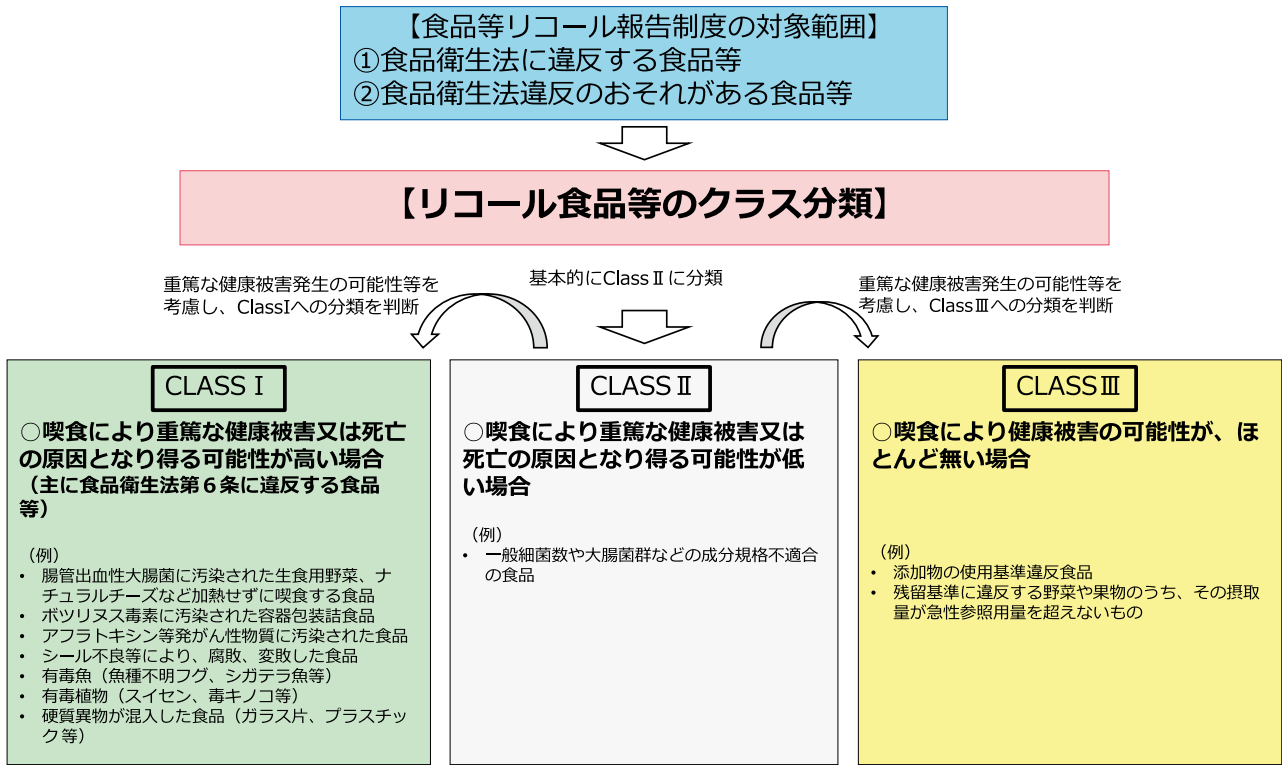 【食品等リコール報告制度の対象範囲】
①食品衛生法に違反する食品等
②食品衛生法違反のおそれがある食品等
【リコール食品等のクラス分類】
重篤な健康被害発生の可能性等を
考慮し、ClassⅠへの分類を判断
基本的にClassⅡに分類
重篤な健康被害発生の可能性等を
考慮し、ClassⅢへの分類を判断
CLASSⅠ
○喫食により重篤な健康被害又は死亡
の原因となり得る可能性が高い場合
（主に食品衛生法第６条に違反する食品
等）
（例）
• 腸管出血性大腸菌に汚染された生食用野菜、ナ
チュラルチーズなど加熱せずに喫食する食品
• ボツリヌス毒素に汚染された容器包装詰食品
• アフラトキシン等発がん性物質に汚染された食品
• シール不良等により、腐敗、変敗した食品
• 有毒魚（魚種不明フグ、シガテラ魚等）
• 有毒植物（スイセン、毒キノコ等）
• 硬質異物が混入した食品（ガラス片、プラスチッ
ク等）
CLASSⅡ
○喫食により重篤な健康被害又は
死亡の原因となり得る可能性が低
い場合
（例）
• 一般細菌数や大腸菌群などの成分規格不適合
の食品
CLASSⅢ
○喫食により健康被害の可能性が、ほ
とんど無い場合
（例）
• 添加物の使用基準違反食品
• 残留基準に違反する野菜や果物のうち、その摂取
量が急性参照用量を超えないもの